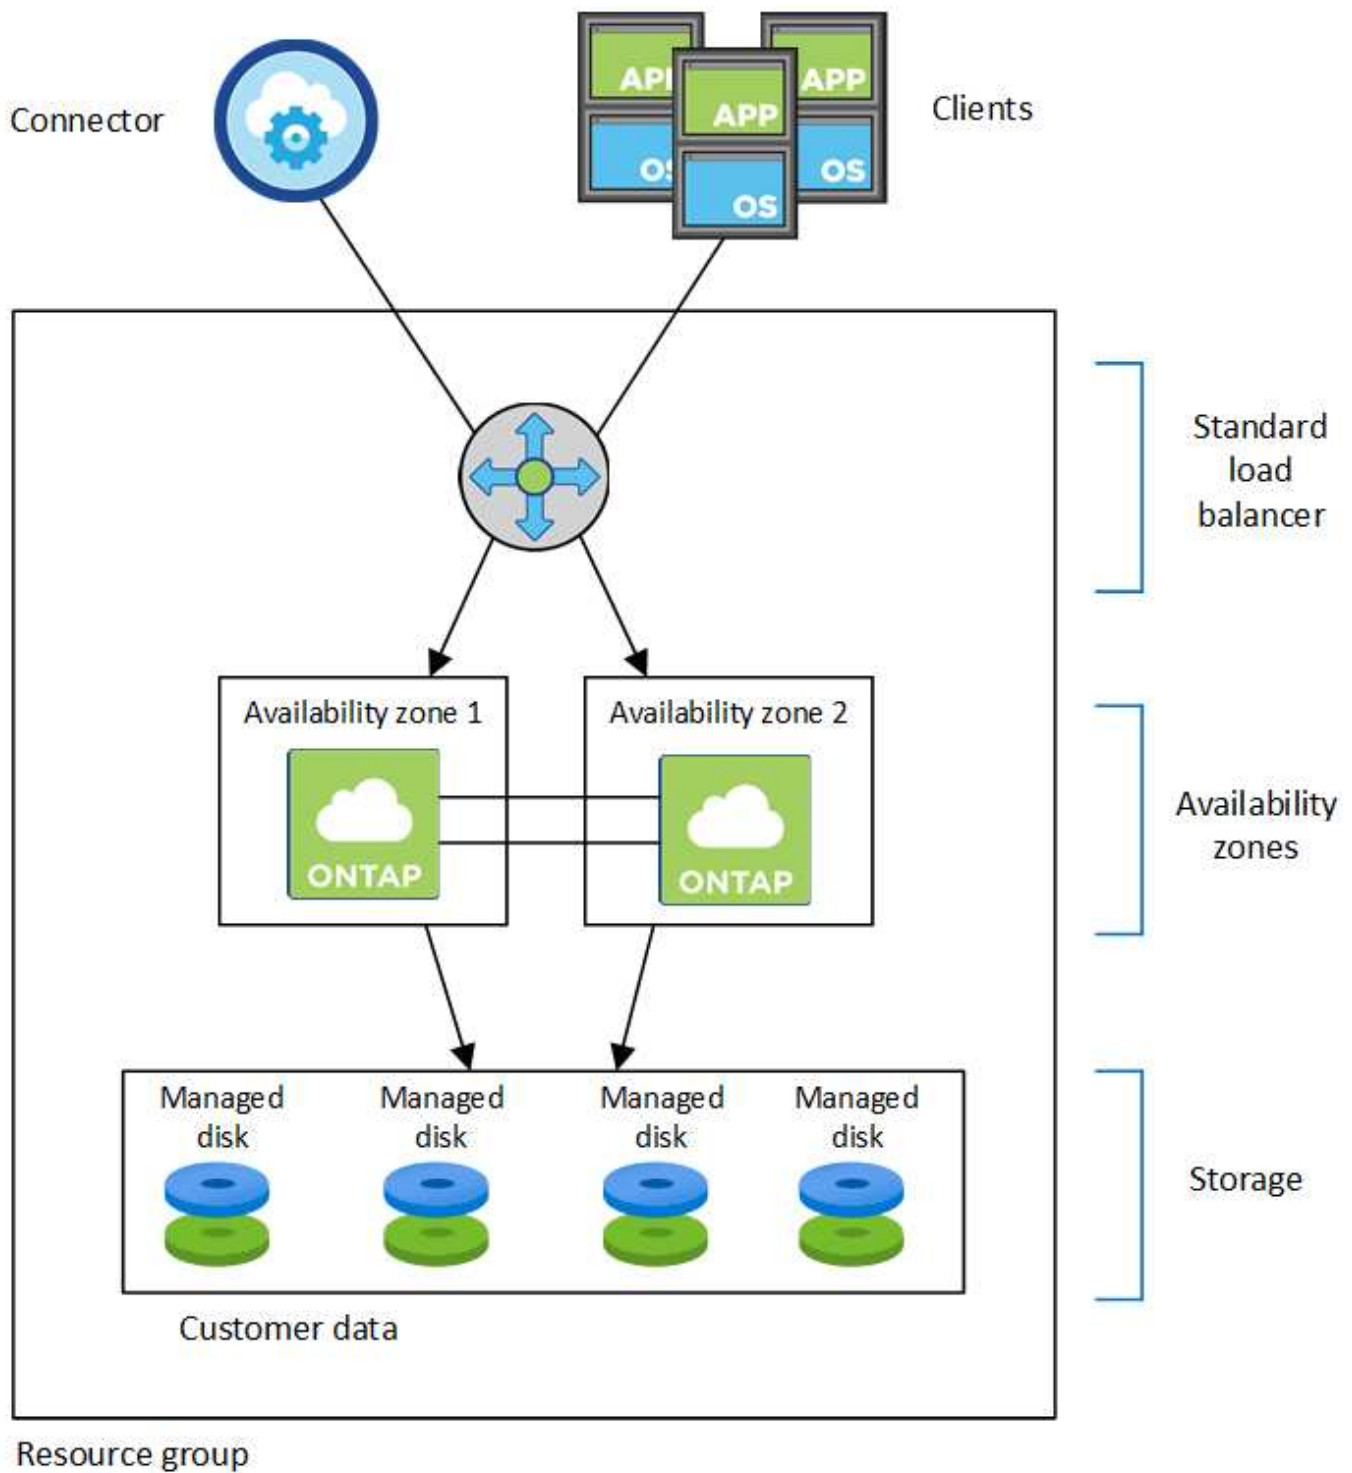 Connector
APP
OS
APP
OS
APP
OS
Clients
Standard
load
balancer
Availability zone 1
ONTAP
Availability zone 2
ONTAP
Availability
zones
Managed
disk
Managed
disk
Managed
disk
Managed
disk
Storage
Customer data
Resource group